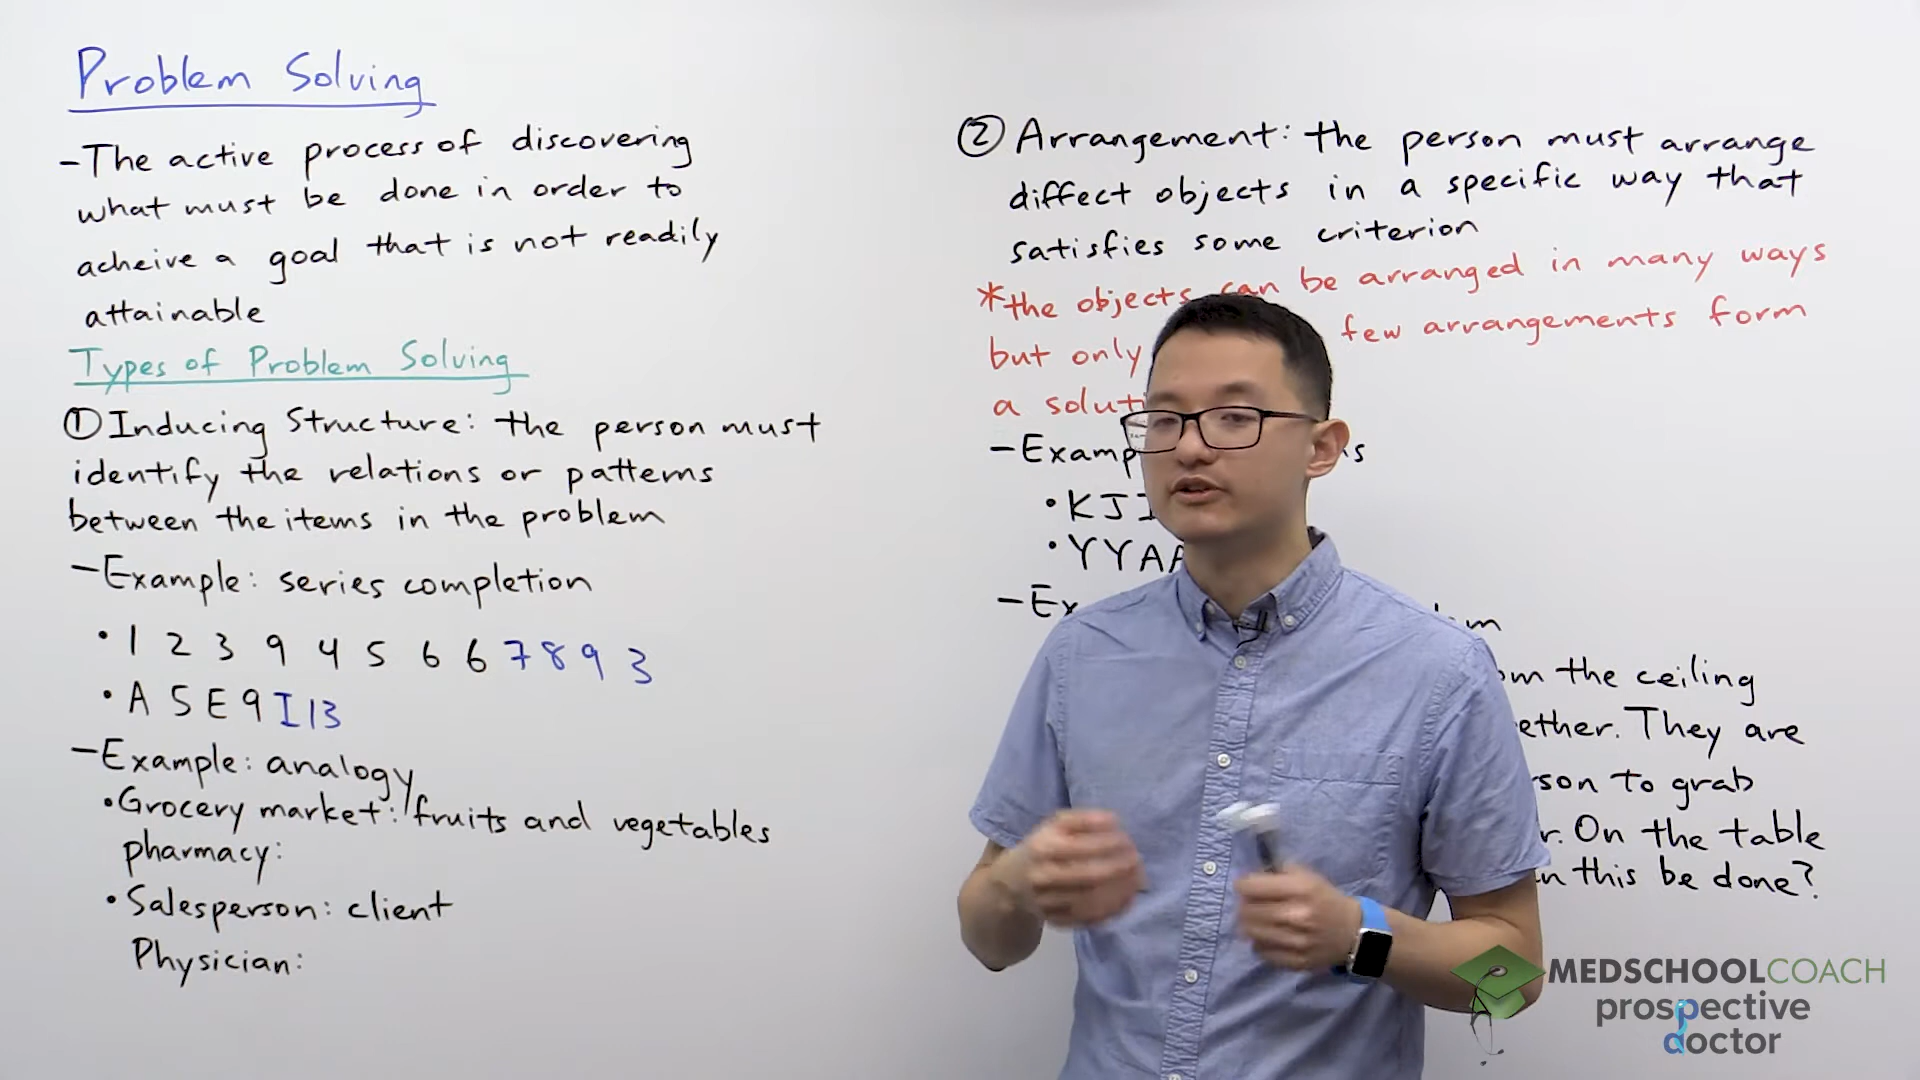 Problem Solving
-The active process of discovering
what must be done in order to
acheive a goal that is not readily
attainable
Types of Problem Solving
① Inducing Structure: the person must
identify the relations or patterns
between the items in the problem
-Example: series completion
• 1 2 3 9 4 5 6 6 7 8 9 3
• A 5 E 9 I 13
-Example: analogy
• Grocery market: fruits and vegetables
pharmacy:
• Salesperson: client
Physician:
② Arrangement: the person must arrange
diffect objects in a specific way that
satisfies some criterion
*the objects can be arranged in many ways
but only few arrangements form
a
-
• KJ
• YYA
-
the ceiling
They are
to grab
On the table
this be done?
MEDSCHOOLCOACH
prospective
doctor